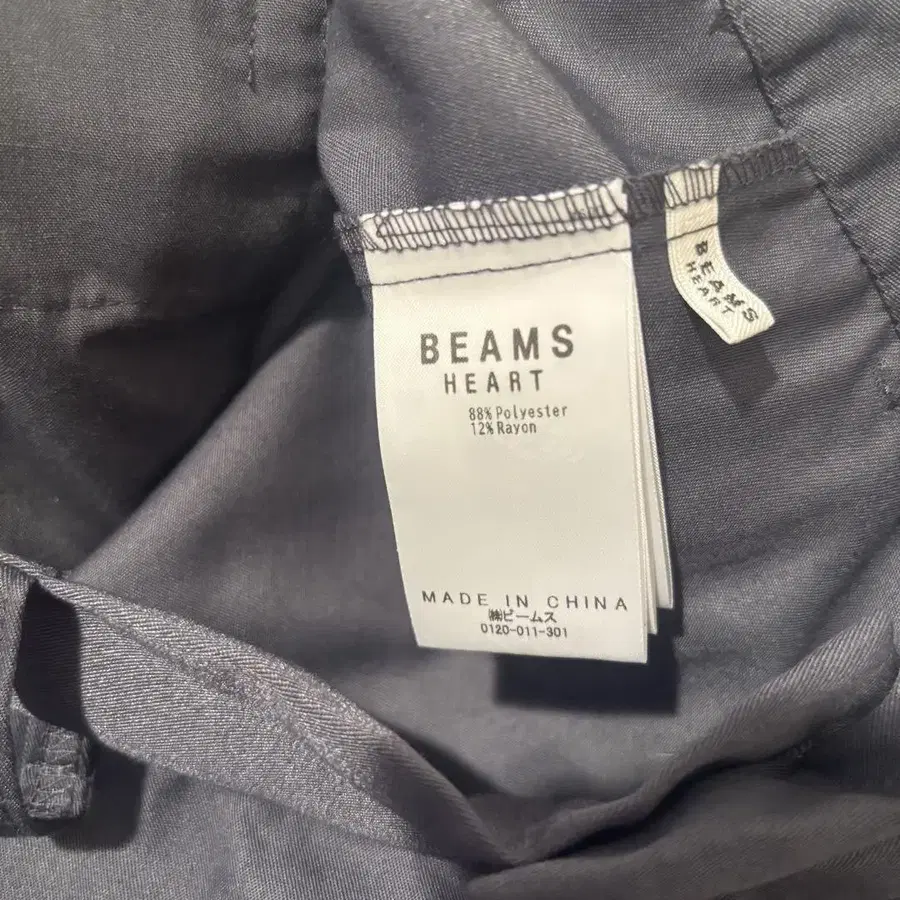 BEAMS
HEART
88% Polyester
12% Rayon
MADE IN CHINA
㈱ビームス
0120-011-301
BEAMS
HEART